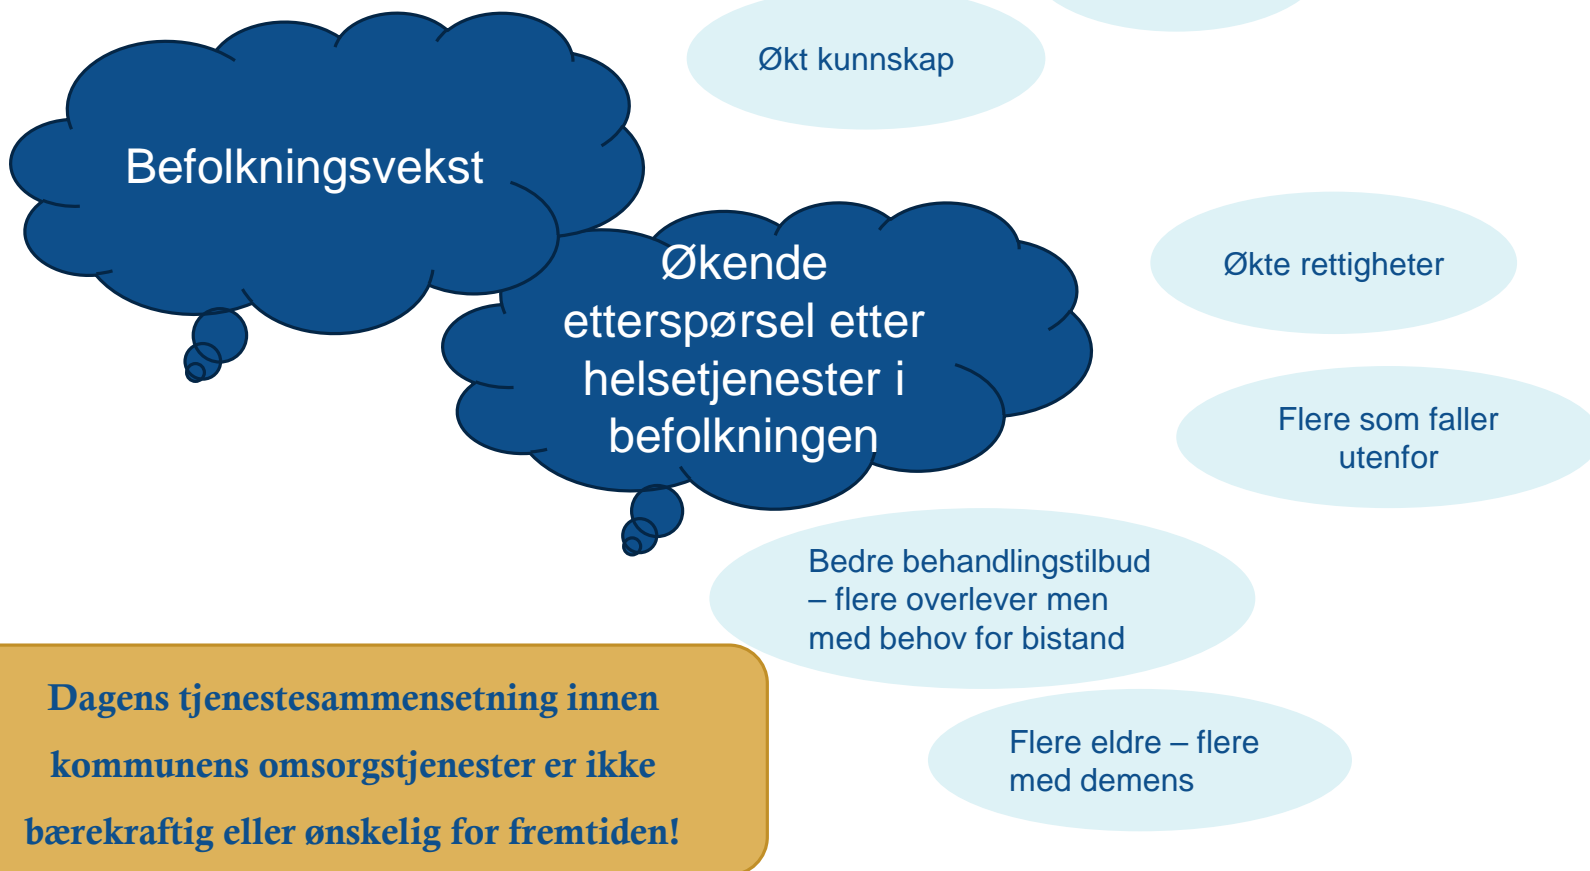 Økt kunnskap
Befolkningsvekst
Økende
etterspørsel etter
helsetjenester i
befolkningen
Økte rettigheter
Flere som faller
utenfor
Bedre behandlingstilbud
– flere overlever men
med behov for bistand
Dagens tjenestesammensetning innen
kommunens omsorgstjenester er ikke
bærekraftig eller ønskelig for fremtiden!
Flere eldre – flere
med demens